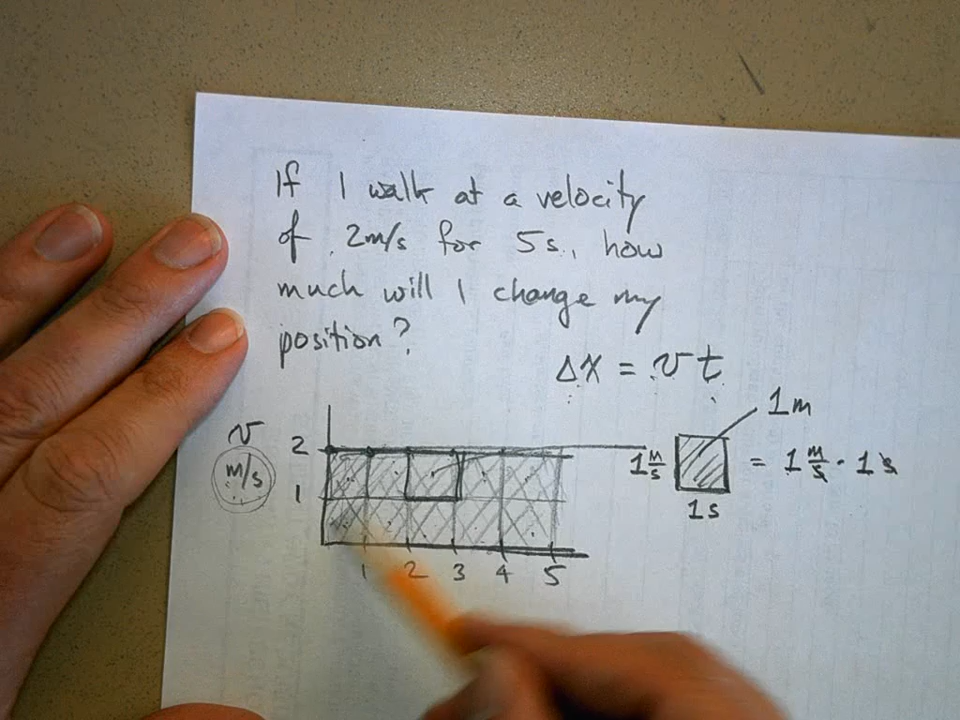 If I walk at a velocity
of 2m/s for 5s., how
much will I change my
position?
Δx = v t
1m
v
2
m/s
1
1 m/s
= 1 m/s · 1s
1s
1 2 3 4 5